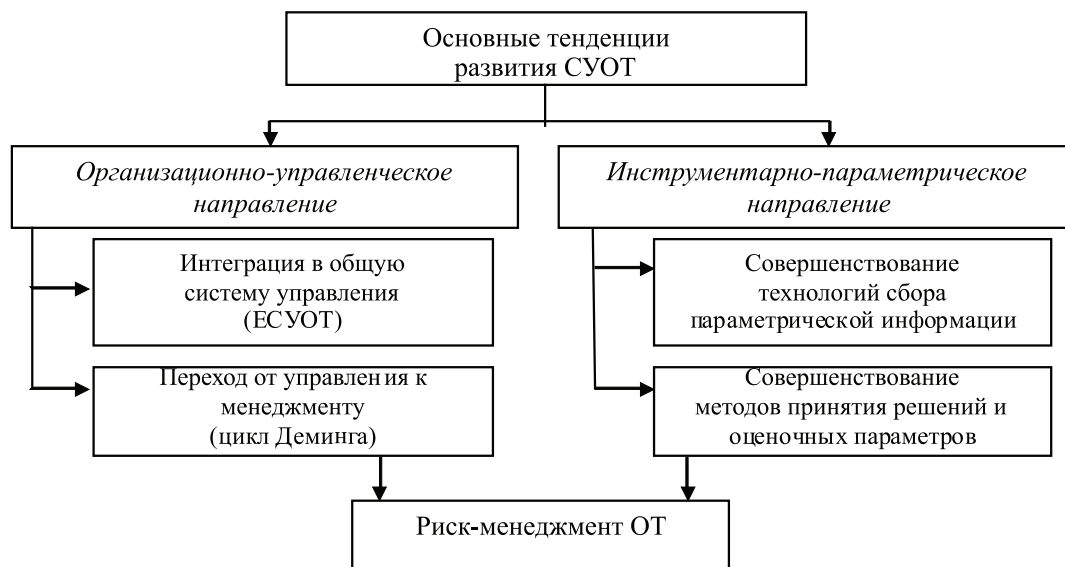 Основные тенденции
развития СУОТ
Организационно-управленческое
направление
Инструментарно-параметрическое
направление
Интеграция в общую
систему управления
(ЕСУОТ)
Совершенствование
технологий сбора
параметрической информации
Переход от управления к
менеджменту
(цикл Деминга)
Совершенствование
методов принятия решений и
оценочных параметров
Риск-менеджмент ОТ